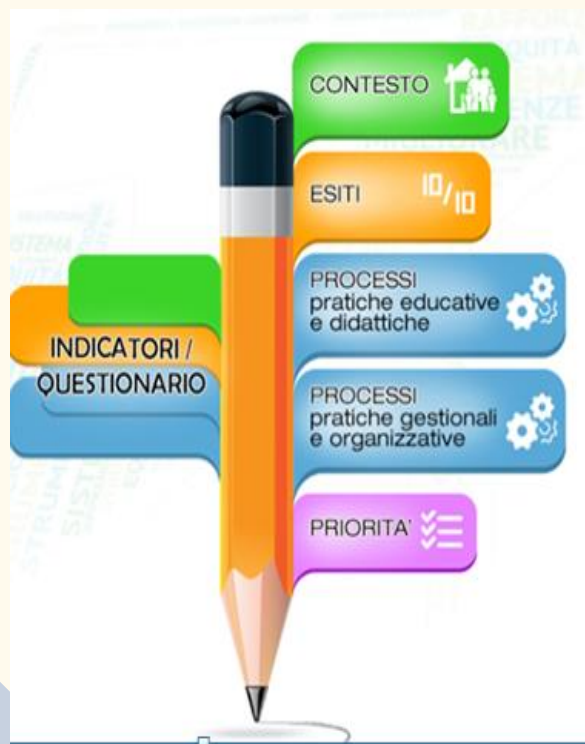 CONTESTO
ESITI 10/10
PROCESSI
pratiche educative
e didattiche
INDICATORI /
QUESTIONARIO
PROCESSI
pratiche gestionali
e organizzative
PRIORITA'